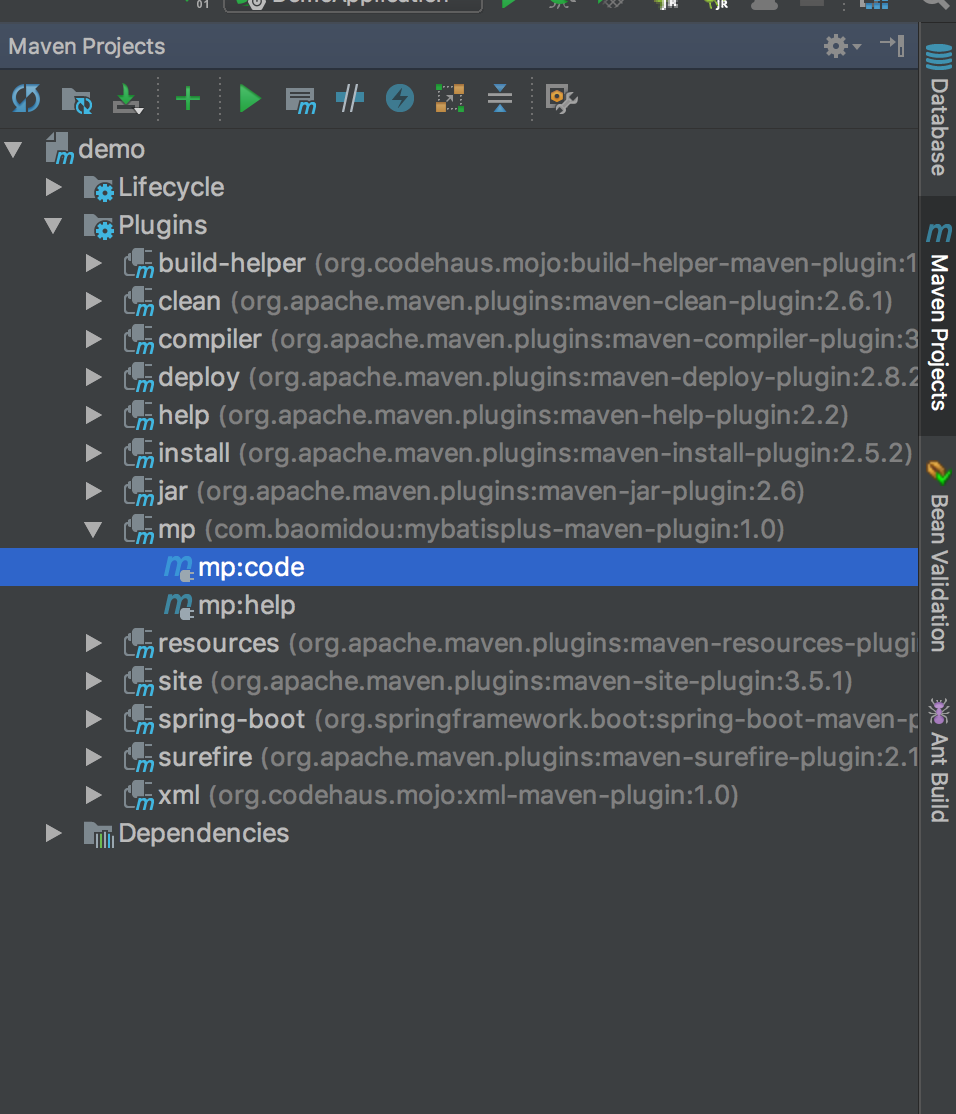 DemoApplication
Maven Projects
demo
Lifecycle
Plugins
build-helper (org.codehaus.mojo:build-helper-maven-plugin:1
clean (org.apache.maven.plugins:maven-clean-plugin:2.6.1)
compiler (org.apache.maven.plugins:maven-compiler-plugin:3
deploy (org.apache.maven.plugins:maven-deploy-plugin:2.8.2
help (org.apache.maven.plugins:maven-help-plugin:2.2)
install (org.apache.maven.plugins:maven-install-plugin:2.5.2)
jar (org.apache.maven.plugins:maven-jar-plugin:2.6)
mp (com.baomidou:mybatisplus-maven-plugin:1.0)
mp:code
mp:help
resources (org.apache.maven.plugins:maven-resources-plugi
site (org.apache.maven.plugins:maven-site-plugin:3.5.1)
spring-boot (org.springframework.boot:spring-boot-maven-p
surefire (org.apache.maven.plugins:maven-surefire-plugin:2.1
xml (org.codehaus.mojo:xml-maven-plugin:1.0)
Dependencies
Database
Maven Projects
Bean Validation
Ant Build